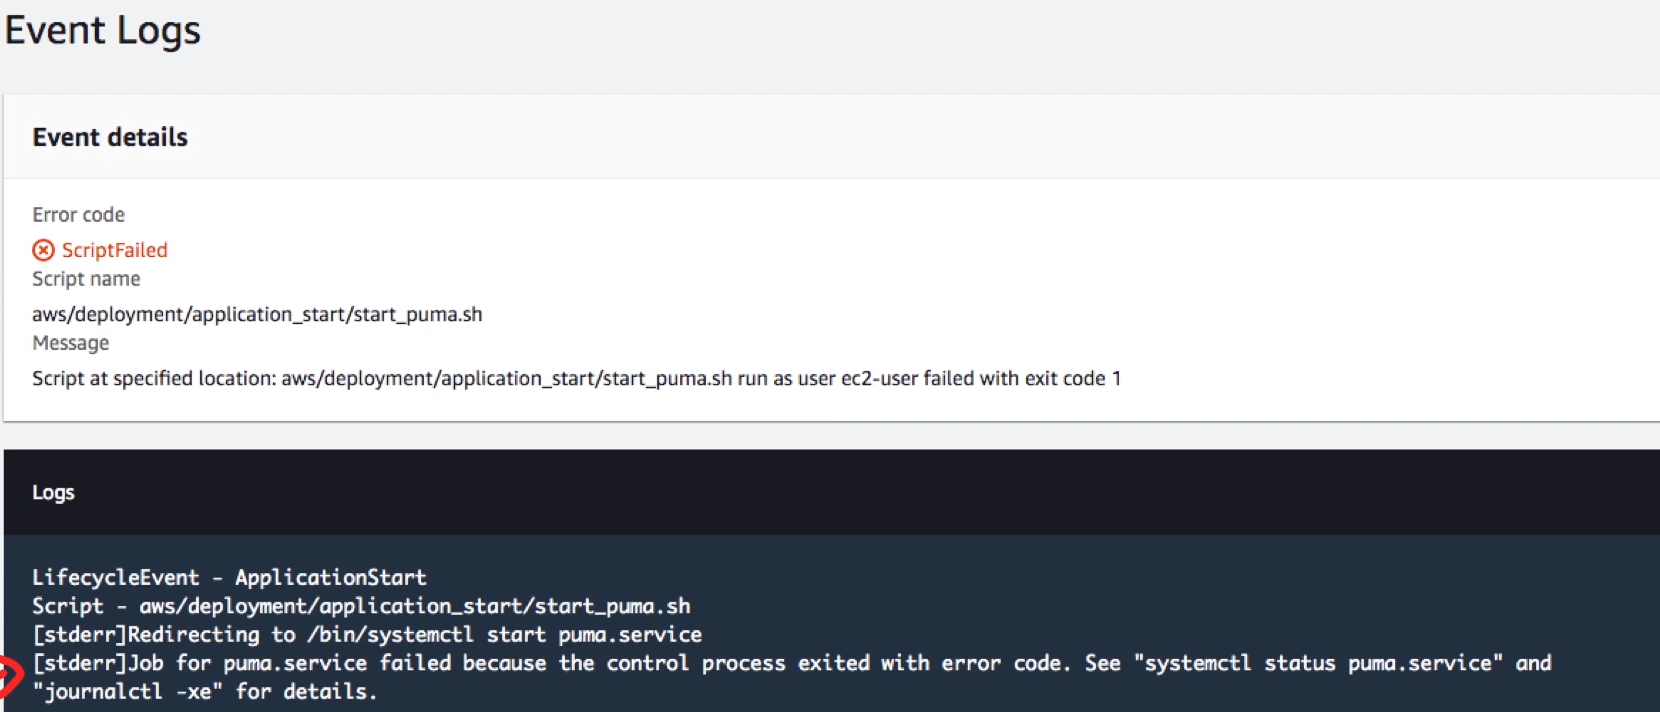 Event Logs
Event details
Error code
ScriptFailed
Script name
aws/deployment/application_start/start_puma.sh
Message
Script at specified location: aws/deployment/application_start/start_puma.sh run as user ec2-user failed with exit code 1
Logs
LifecycleEvent - ApplicationStart
Script - aws/deployment/application_start/start_puma.sh
[stderr]Redirecting to /bin/systemctl start puma.service
[stderr]Job for puma.service failed because the control process exited with error code. See "systemctl status puma.service" and
"journalctl -xe" for details.